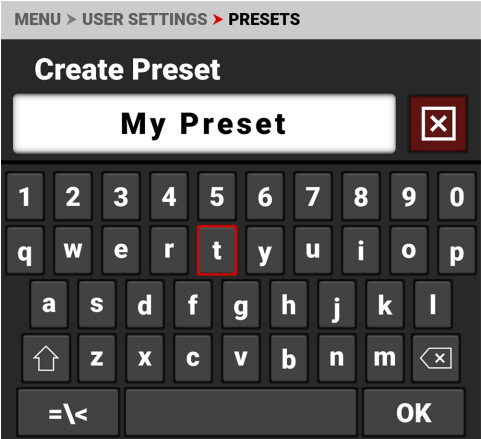 MENU > USER SETTINGS > PRESETS
Create Preset
My Preset
1 2 3 4 5 6 7 8 9 0
q w e r t y u i o p
a s d f g h j k l
z x c v b n m
=\< OK